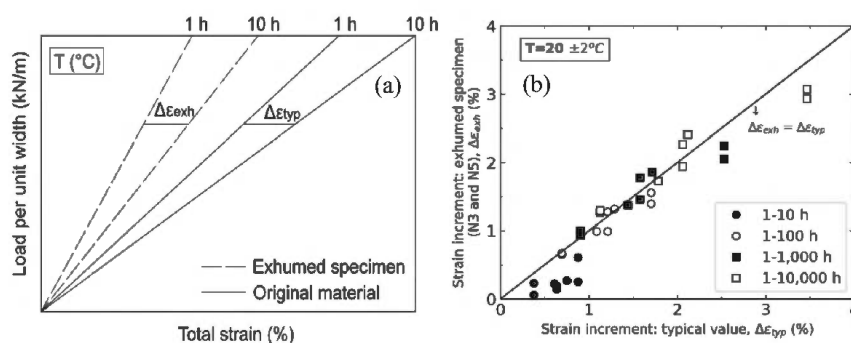 1 h 10 h 1 h 10 h
T (°C)
(a)
Δεexh
Δεtyp
Load per unit width (kN/m)
Exhumed specimen
Original material
Total strain (%)
T=20 ±2°C
(b)
Strain increment: exhumed specimen
(N3 and N5), Δεexh (%)
4
3
2
1
0
Δεexh = Δεtyp
1-10 h
1-100 h
1-1,000 h
1-10,000 h
0 1 2 3 4
Strain increment: typical value, Δεtyp (%)